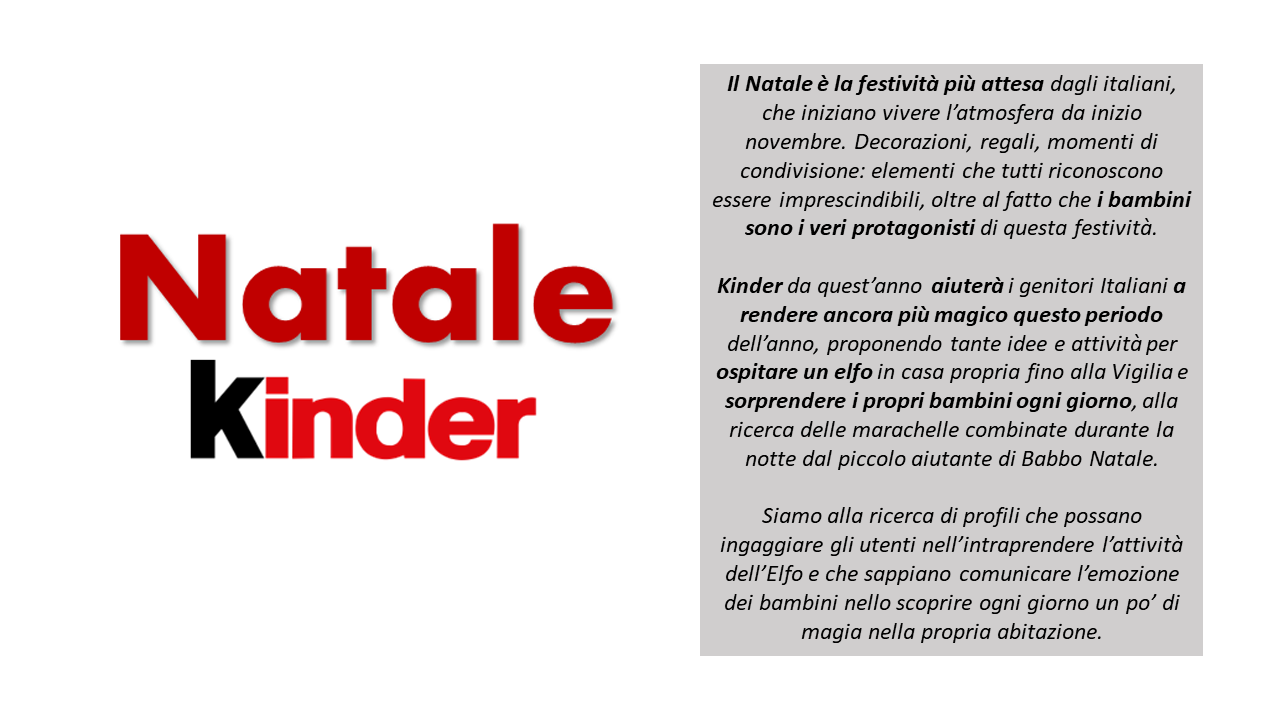 Natale
Kinder
Il Natale è la festività più attesa dagli italiani,
che iniziano vivere l’atmosfera da inizio
novembre. Decorazioni, regali, momenti di
condivisione: elementi che tutti riconoscono
essere imprescindibili, oltre al fatto che i bambini
sono i veri protagonisti di questa festività.
Kinder da quest’anno aiuterà i genitori Italiani a
rendere ancora più magico questo periodo
dell’anno, proponendo tante idee e attività per
ospitare un elfo in casa propria fino alla Vigilia e
sorprendere i propri bambini ogni giorno, alla
ricerca delle marachelle combinate durante la
notte dal piccolo aiutante di Babbo Natale.
Siamo alla ricerca di profili che possano
ingaggiare gli utenti nell’intraprendere l’attività
dell’Elfo e che sappiano comunicare l’emozione
dei bambini nello scoprire ogni giorno un po’ di
magia nella propria abitazione.